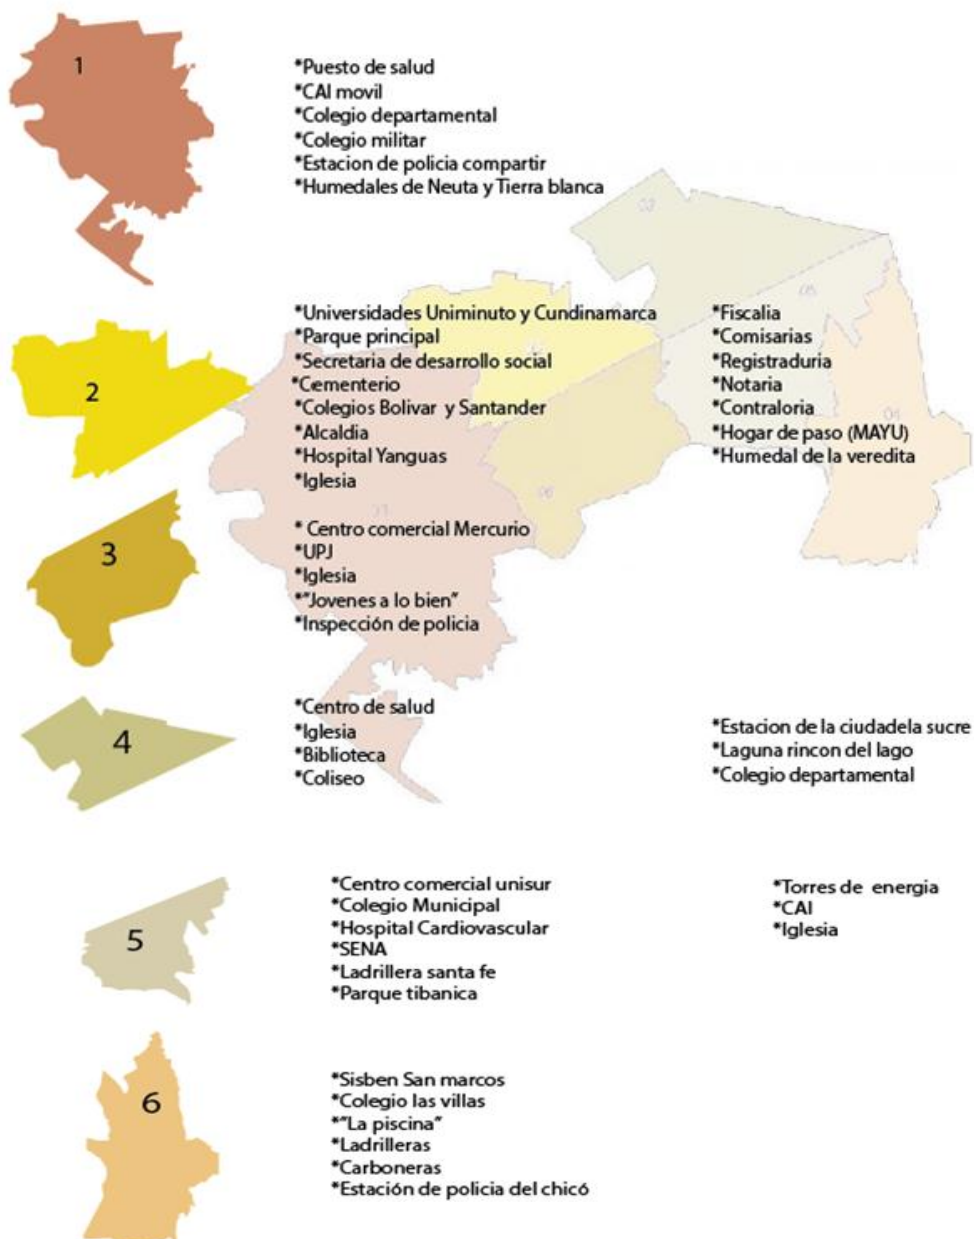 1
*Puesto de salud
*CAI movil
*Colegio departamental
*Colegio militar
*Estacion de policia compartir
*Humedales de Neuta y Tierra blanca
2
*Universidades Uniminuto y Cundinamarca
*Parque principal
*Secretaria de desarrollo social
*Cementerio
*Colegios Bolivar y Santander
*Alcaldia
*Hospital Yanguas
*Iglesia
*Fiscalia
*Comisarias
*Registraduria
*Notaria
*Contraloria
*Hogar de paso (MAYU)
*Humedal de la veredita
3
* Centro comercial Mercurio
*UPJ
*Iglesia
*"Jovenes a lo bien"
*Inspección de policia
4
*Centro de salud
*Iglesia
*Biblioteca
*Coliseo
*Estacion de la ciudadela sucre
*Laguna rincon del lago
*Colegio departamental
5
*Centro comercial unisur
*Colegio Municipal
*Hospital Cardiovascular
*SENA
*Ladrillera santa fe
*Parque tibanica
*Torres de energia
*CAI
*Iglesia
6
*Sisben San marcos
*Colegio las villas
*"La piscina"
*Ladrilleras
*Carboneras
*Estación de policia del chicó